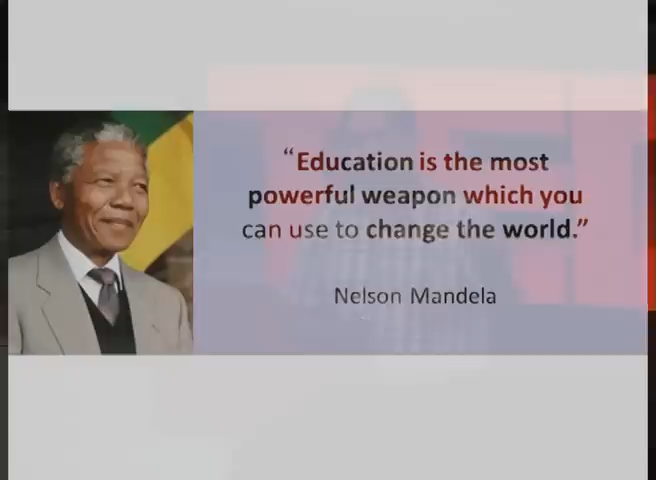 “Education is the most
powerful weapon which you
can use to change the world.”
Nelson Mandela